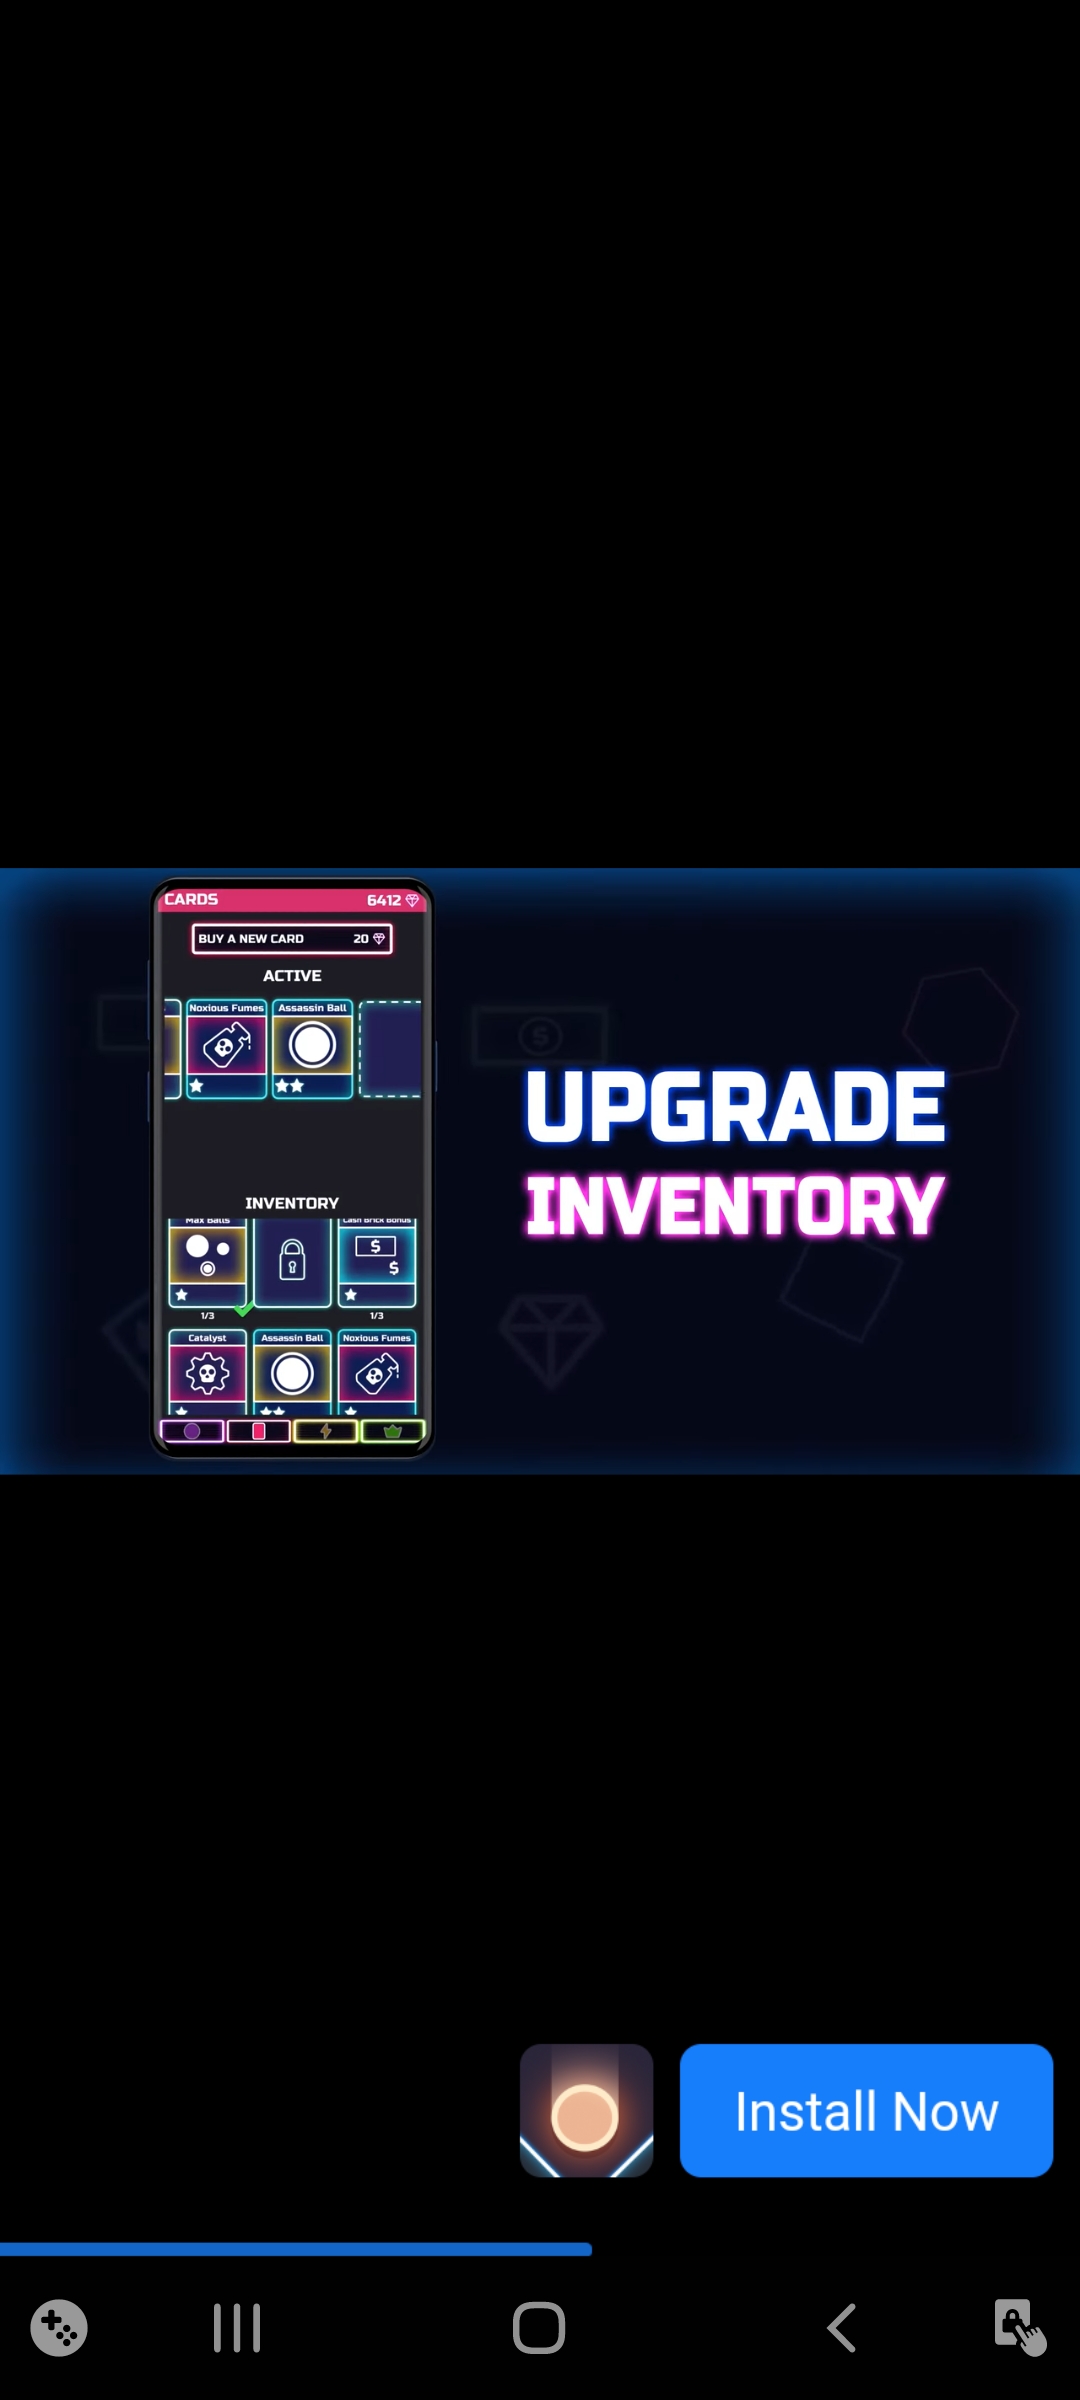 CARDS 6412
BUY A NEW CARD 20
ACTIVE
Noxious Fumes Assassin Ball
UPGRADE
INVENTORY
INVENTORY
Max Balls Cash Brick Bonus
$
$
1/3 1/3
Catalyst Assassin Ball Noxious Fumes
Install Now